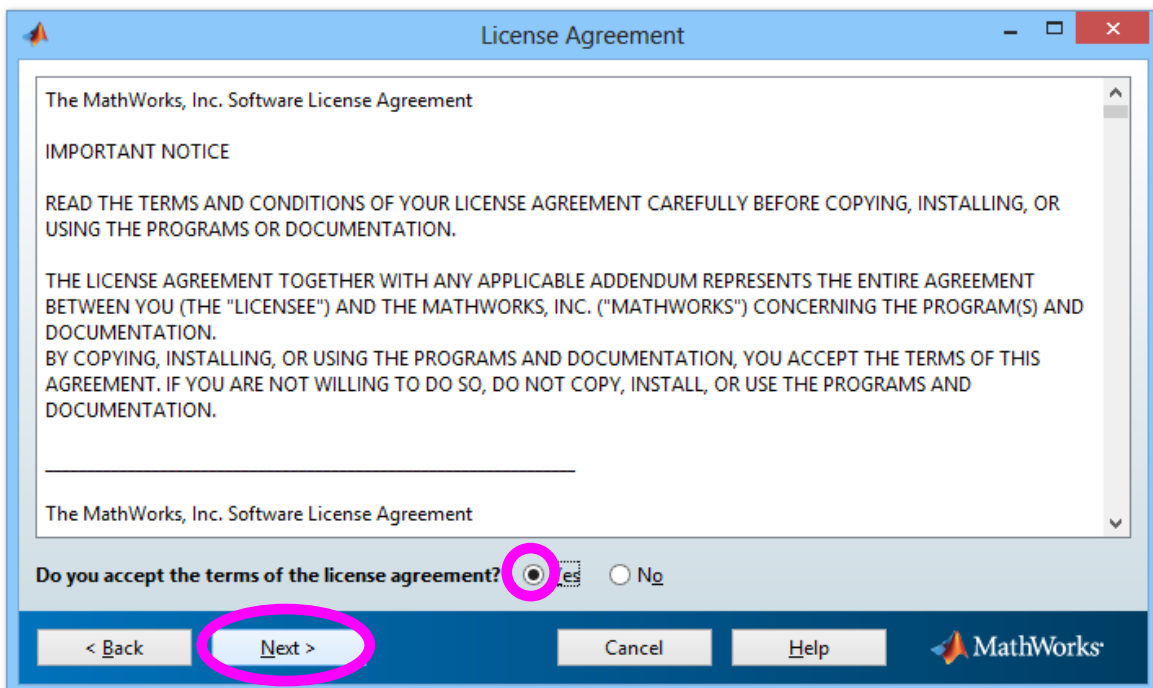 License Agreement
The MathWorks, Inc. Software License Agreement
IMPORTANT NOTICE
READ THE TERMS AND CONDITIONS OF YOUR LICENSE AGREEMENT CAREFULLY BEFORE COPYING, INSTALLING, OR
USING THE PROGRAMS OR DOCUMENTATION.
THE LICENSE AGREEMENT TOGETHER WITH ANY APPLICABLE ADDENDUM REPRESENTS THE ENTIRE AGREEMENT
BETWEEN YOU (THE "LICENSEE") AND THE MATHWORKS, INC. ("MATHWORKS") CONCERNING THE PROGRAM(S) AND
DOCUMENTATION.
BY COPYING, INSTALLING, OR USING THE PROGRAMS AND DOCUMENTATION, YOU ACCEPT THE TERMS OF THIS
AGREEMENT. IF YOU ARE NOT WILLING TO DO SO, DO NOT COPY, INSTALL, OR USE THE PROGRAMS AND
DOCUMENTATION.
The MathWorks, Inc. Software License Agreement
Do you accept the terms of the license agreement? Yes No
< Back Next > Cancel Help MathWorks